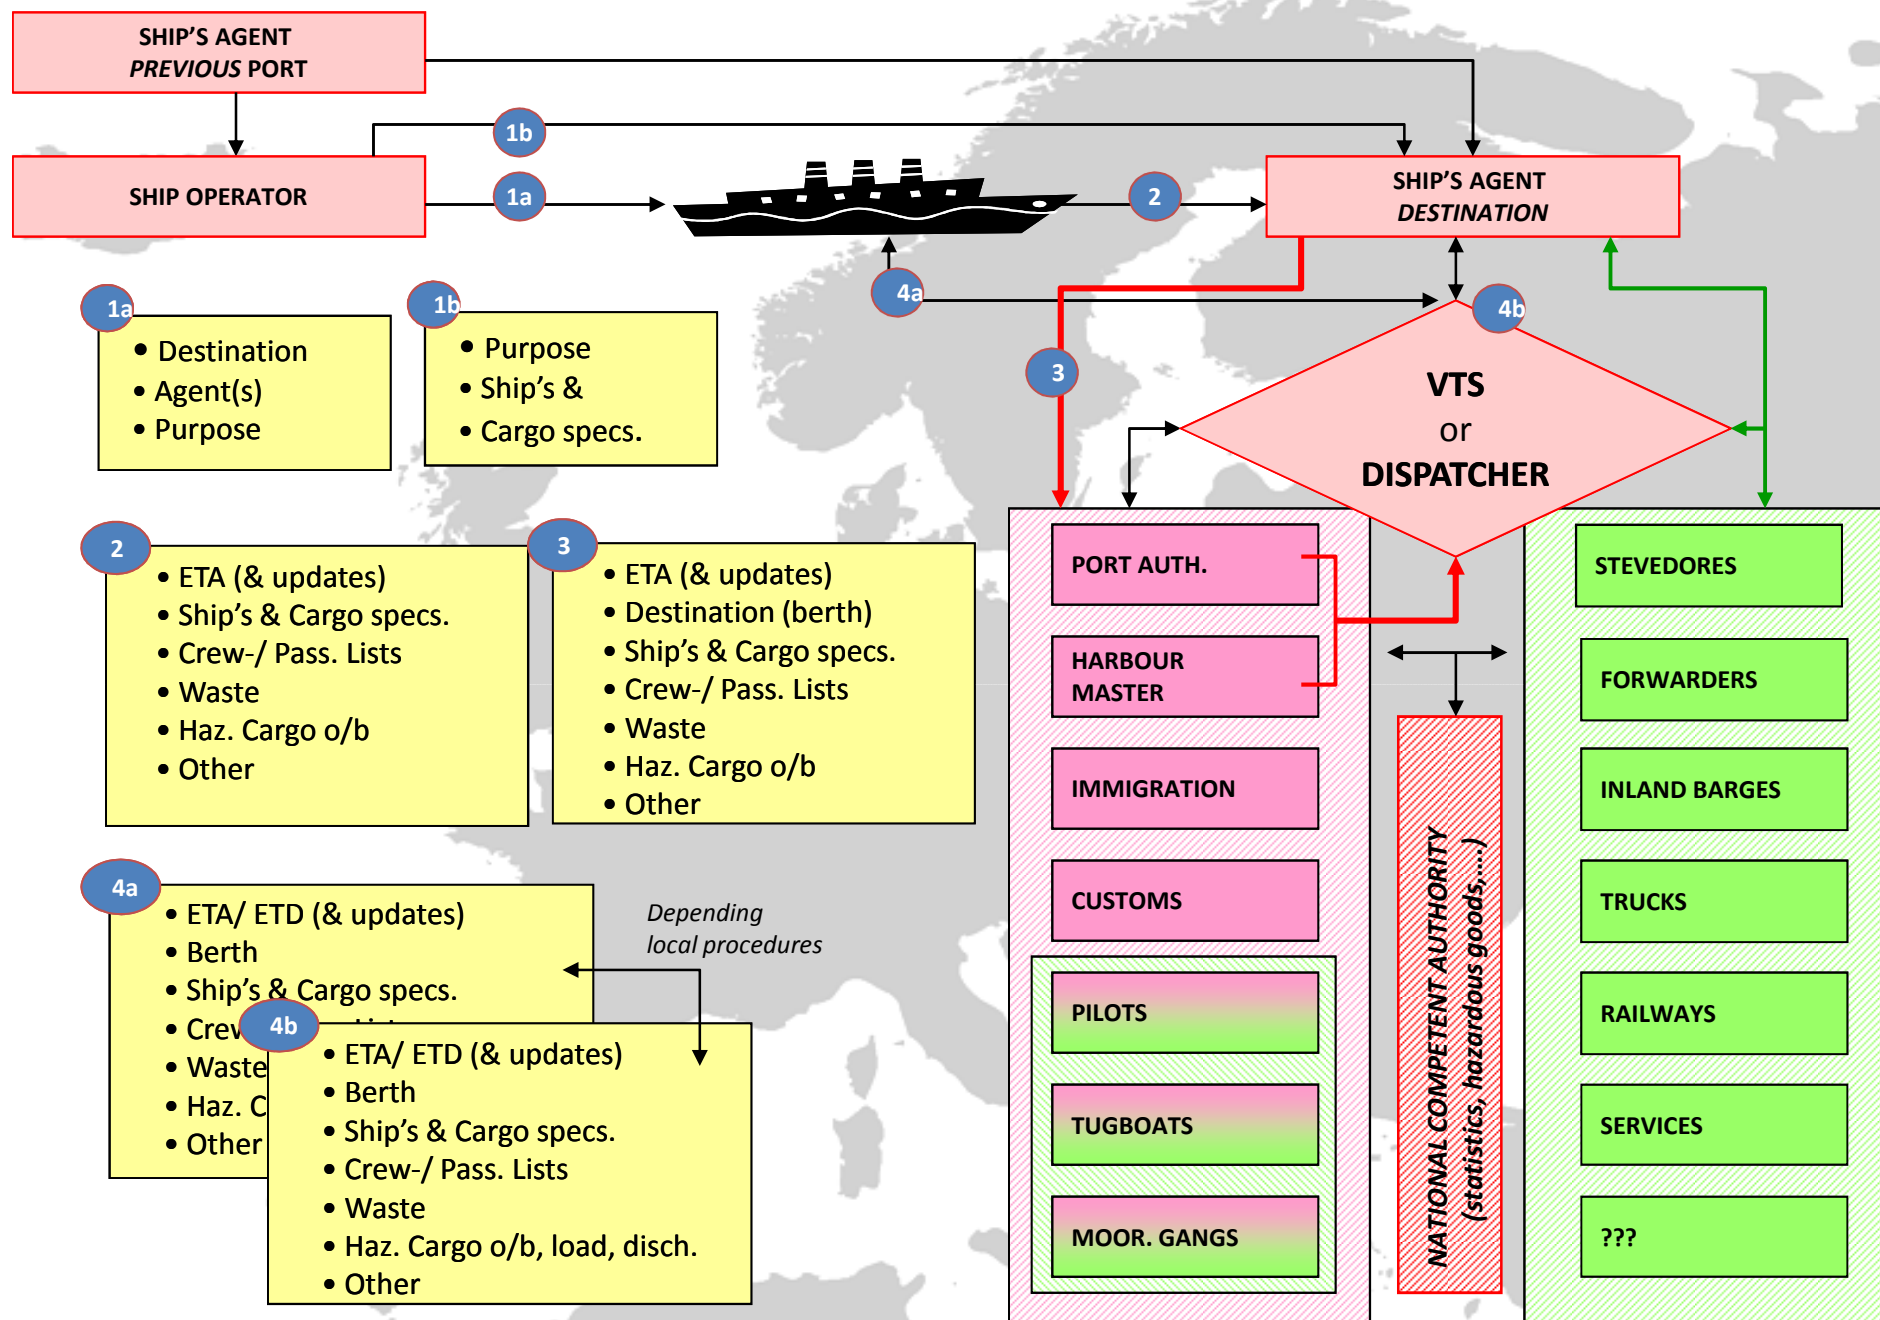 SHIP'S AGENT
PREVIOUS PORT
1b
SHIP OPERATOR
1a
2
SHIP'S AGENT
DESTINATION
4a
4b
3
VTS
or
DISPATCHER
1a
• Destination
• Agent(s)
• Purpose
1b
• Purpose
• Ship's &
• Cargo specs.
2
• ETA (& updates)
• Ship's & Cargo specs.
• Crew-/ Pass. Lists
• Waste
• Haz. Cargo o/b
• Other
3
• ETA (& updates)
• Destination (berth)
• Ship's & Cargo specs.
• Crew-/ Pass. Lists
• Waste
• Haz. Cargo o/b
• Other
4a
• ETA/ ETD (& updates)
• Berth
• Ship's & Cargo specs.
• Crew
• Waste
• Haz. C
• Other
Depending
local procedures
4b
• ETA/ ETD (& updates)
• Berth
• Ship's & Cargo specs.
• Crew-/ Pass. Lists
• Waste
• Haz. Cargo o/b, load, disch.
• Other
PORT AUTH.
HARBOUR
MASTER
IMMIGRATION
CUSTOMS
PILOTS
TUGBOATS
MOOR. GANGS
NATIONAL COMPETENT AUTHORITY
(statistics, hazardous goods,....)
STEVEDORES
FORWARDERS
INLAND BARGES
TRUCKS
RAILWAYS
SERVICES
???